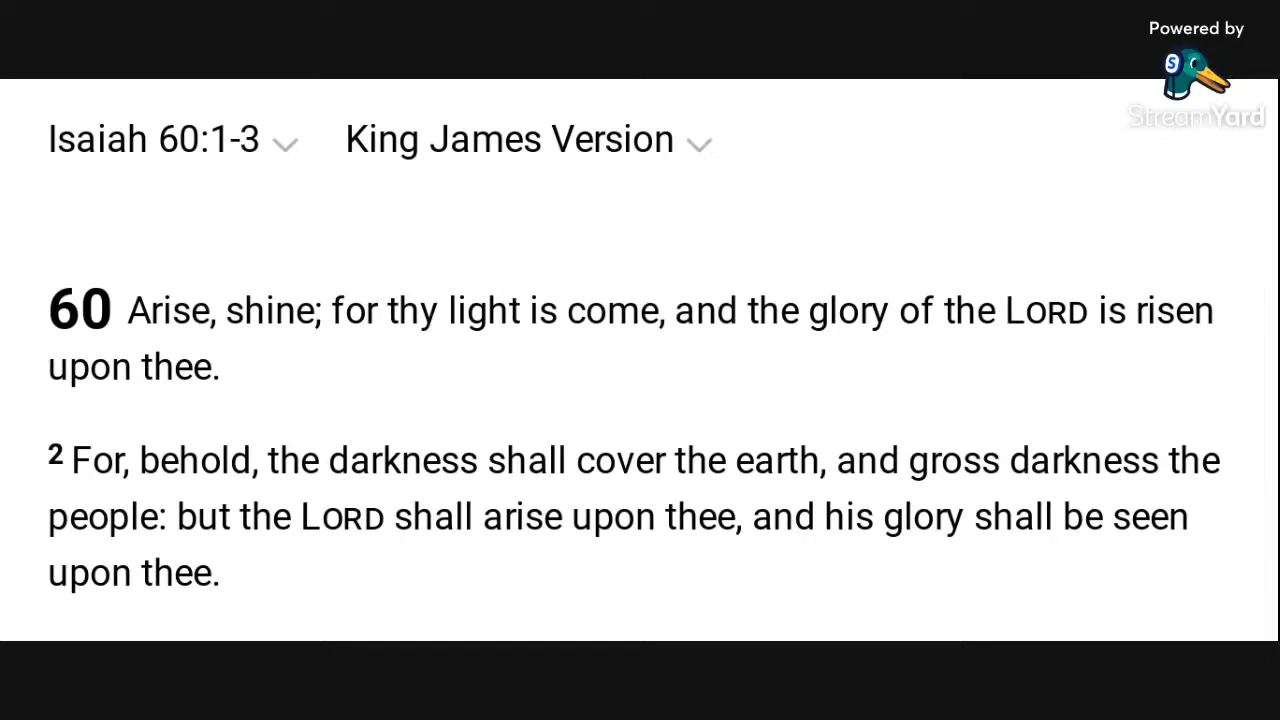 Powered by
S
StreamYard
Isaiah 60:1-3 King James Version
60 Arise, shine; for thy light is come, and the glory of the LORD is risen
upon thee.
2 For, behold, the darkness shall cover the earth, and gross darkness the
people: but the LORD shall arise upon thee, and his glory shall be seen
upon thee.